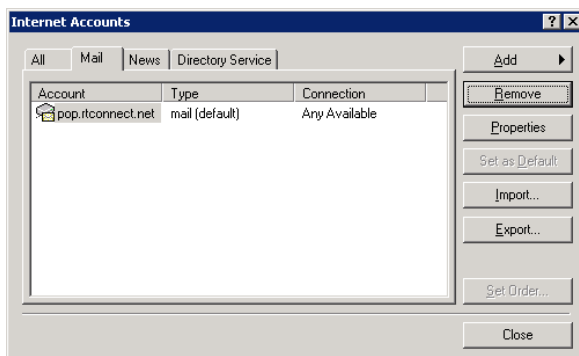 Internet Accounts
All Mail News Directory Service
Account Type Connection
pop.rtconnect.net mail (default) Any Available
Add
Remove
Properties
Set as Default
Import...
Export...
Set Order...
Close